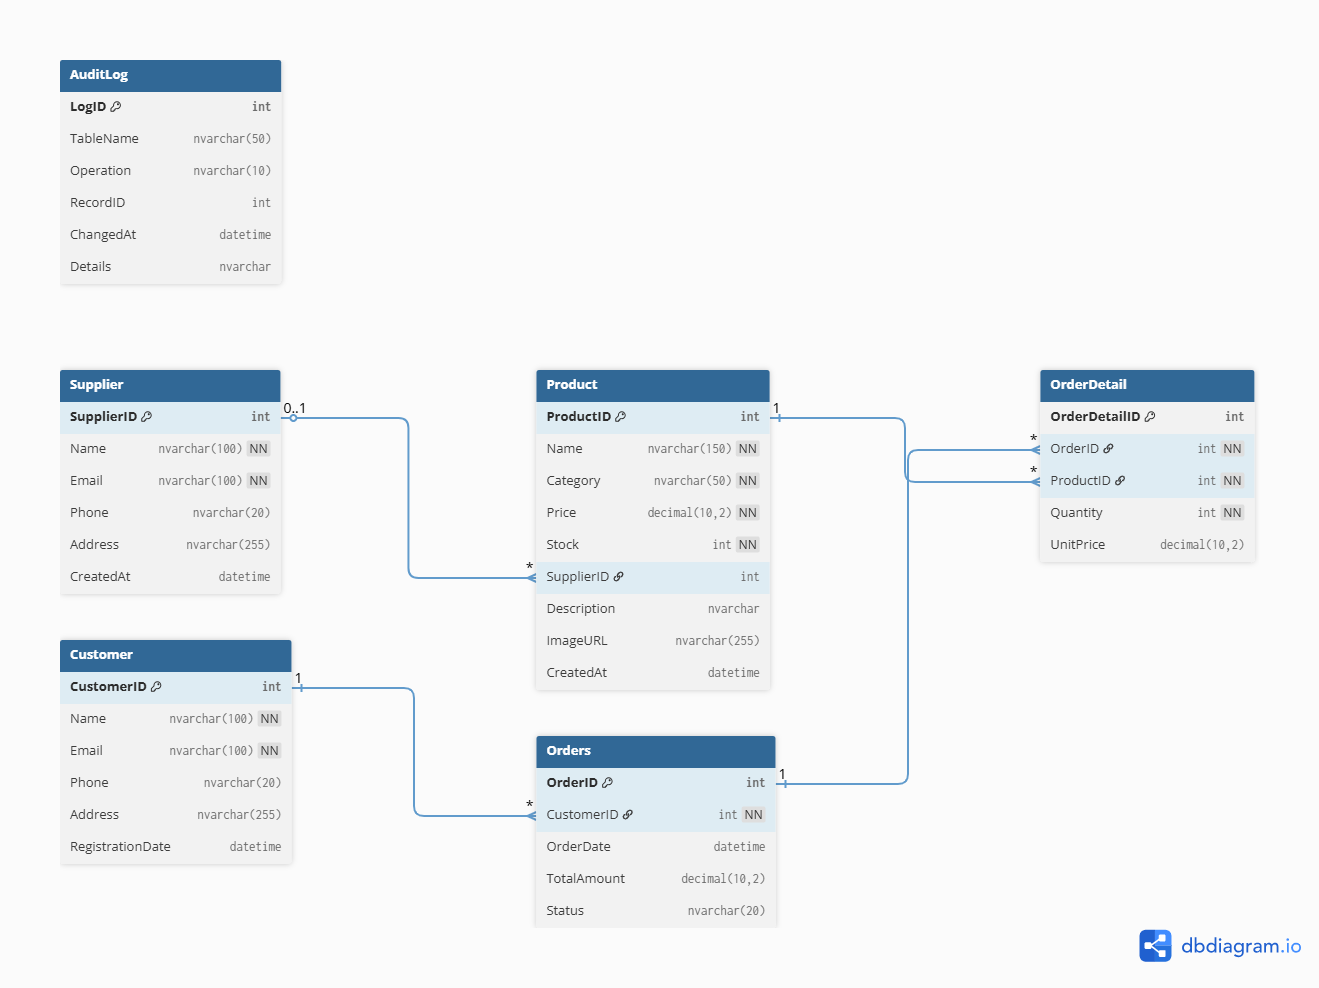 AuditLog
LogID int
TableName nvarchar(50)
Operation nvarchar(10)
RecordID int
ChangedAt datetime
Details nvarchar
Supplier
SupplierID int
Name nvarchar(100) NN
Email nvarchar(100) NN
Phone nvarchar(20)
Address nvarchar(255)
CreatedAt datetime
0..1
*
Customer
CustomerID int
Name nvarchar(100) NN
Email nvarchar(100) NN
Phone nvarchar(20)
Address nvarchar(255)
RegistrationDate datetime
1
*
Product
ProductID int
Name nvarchar(150) NN
Category nvarchar(50) NN
Price decimal(10,2) NN
Stock int NN
SupplierID int
Description nvarchar
ImageURL nvarchar(255)
CreatedAt datetime
1
*
Orders
OrderID int
CustomerID int NN
OrderDate datetime
TotalAmount decimal(10,2)
Status nvarchar(20)
1
*
OrderDetail
OrderDetailID int
OrderID int NN
ProductID int NN
Quantity int NN
UnitPrice decimal(10,2)
dbdiagram.io